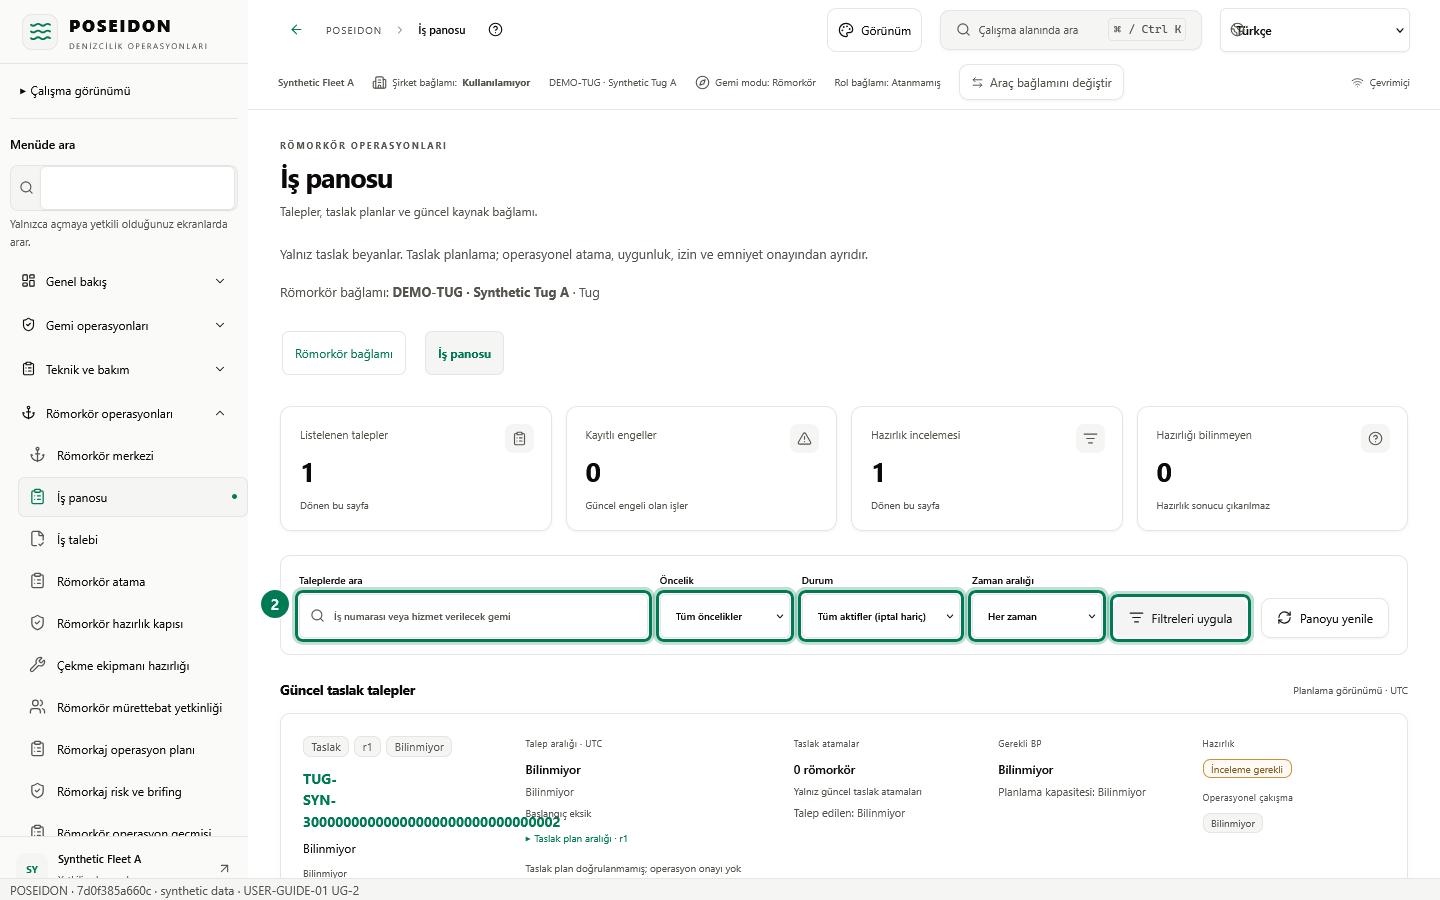 POSEIDON
DENİZCİLİK OPERASYONLARI
Çalışma görünümü
Menüde ara
Yalnızca açmaya yetkili olduğunuz ekranlarda
arar.
Genel bakış
Gemi operasyonları
Teknik ve bakım
Römorkör operasyonları
Römorkör merkezi
İş panosu
İş talebi
Römorkör atama
Römorkör hazırlık kapısı
Çekme ekipmanı hazırlığı
Römorkör mürettebat yetkinliği
Römorkaj operasyon planı
Römorkaj risk ve brifing
Römorkör operasyon geçmişi
SY
Synthetic Fleet A
POSEIDON
İş panosu
Görünüm
Çalışma alanında ara
⌘ / Ctrl K
Türkçe
Synthetic Fleet A
Şirket bağlamı: Kullanılamıyor
DEMO-TUG · Synthetic Tug A
Gemi modu: Römorkör
Rol bağlamı: Atanmamış
Araç bağlamını değiştir
Çevrimiçi
RÖMORKÖR OPERASYONLARI
İş panosu
Talepler, taslak planlar ve güncel kaynak bağlamı.
Yalnız taslak beyanlar. Taslak planlama; operasyonel atama, uygunluk, izin ve emniyet onayından ayrıdır.
Römorkör bağlamı: DEMO-TUG · Synthetic Tug A · Tug
Römorkör bağlamı
İş panosu
Listelenen talepler
1
Dönen bu sayfa
Kayıtlı engeller
0
Güncel engeli olan işler
Hazırlık incelemesi
1
Dönen bu sayfa
Hazırlığı bilinmeyen
0
Hazırlık sonucu çıkarılmaz
2
Taleplerde ara
İş numarası veya hizmet verilecek gemi
Öncelik
Tüm öncelikler
Durum
Tüm aktifler (iptal hariç)
Zaman aralığı
Her zaman
Filtreleri uygula
Panoyu yenile
Güncel taslak talepler
Planlama görünümü · UTC
Taslak
r1
Bilinmiyor
TUG-
SYN-
Bilinmiyor
Bilinmiyor
Talep aralığı · UTC
Bilinmiyor
Bilinmiyor
Başlangıç eksik
Taslak plan aralığı · r1
Taslak plan doğrulanmamış; operasyon onayı yok
Taslak atamalar
0 römorkör
Yalnız güncel taslak atamaları
Talep edilen: Bilinmiyor
Gerekli BP
Bilinmiyor
Planlama kapasitesi: Bilinmiyor
Hazırlık
İnceleme gerekli
Operasyonel çakışma
Bilinmiyor
POSEIDON · 7d0f385a660c · synthetic data · USER-GUIDE-01 UG-2